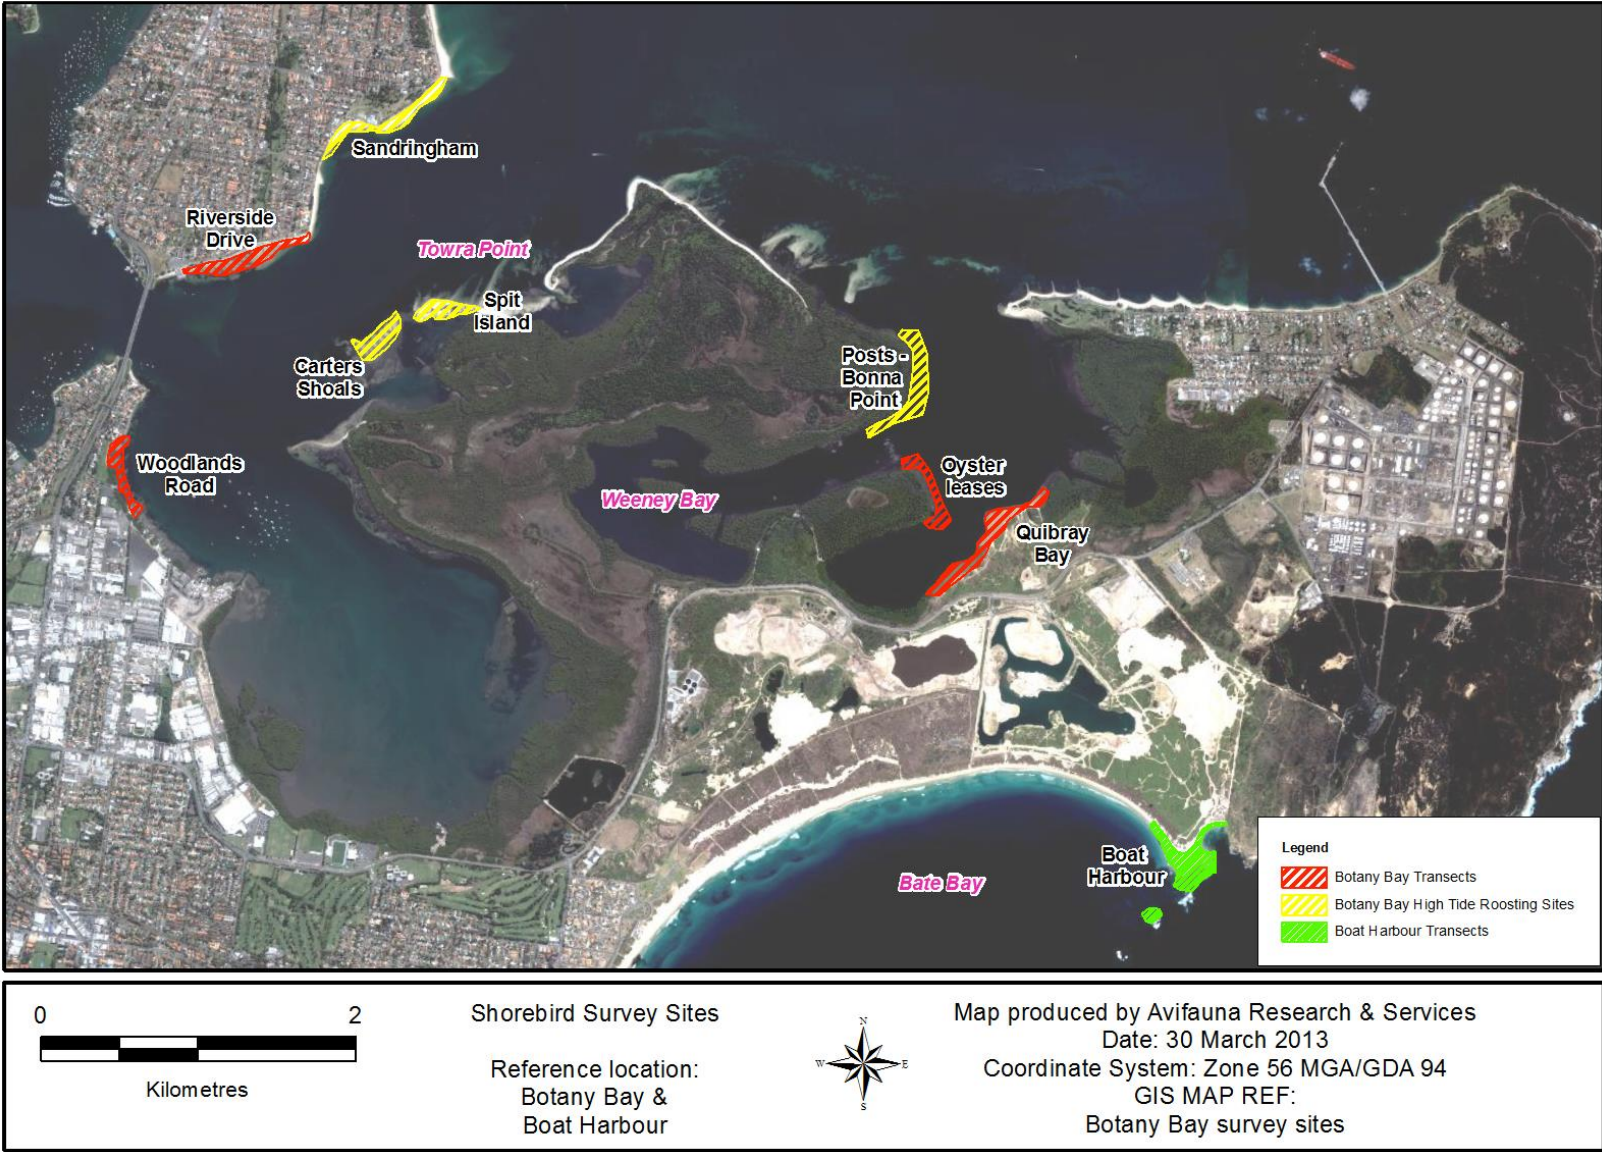 Sandringham
Riverside
Drive
Towra Point
Spit
Island
Carters
Shoals
Posts -
Bonna
Point
Woodlands
Road
Oyster
leases
Weeney Bay
Quibray
Bay
Boat
Harbour
Bate Bay
Legend
Botany Bay Transects
Botany Bay High Tide Roosting Sites
Boat Harbour Transects
0 2
Kilometres
Shorebird Survey Sites
Reference location:
Botany Bay &
Boat Harbour
N
W E
S
Map produced by Avifauna Research & Services
Date: 30 March 2013
Coordinate System: Zone 56 MGA/GDA 94
GIS MAP REF:
Botany Bay survey sites